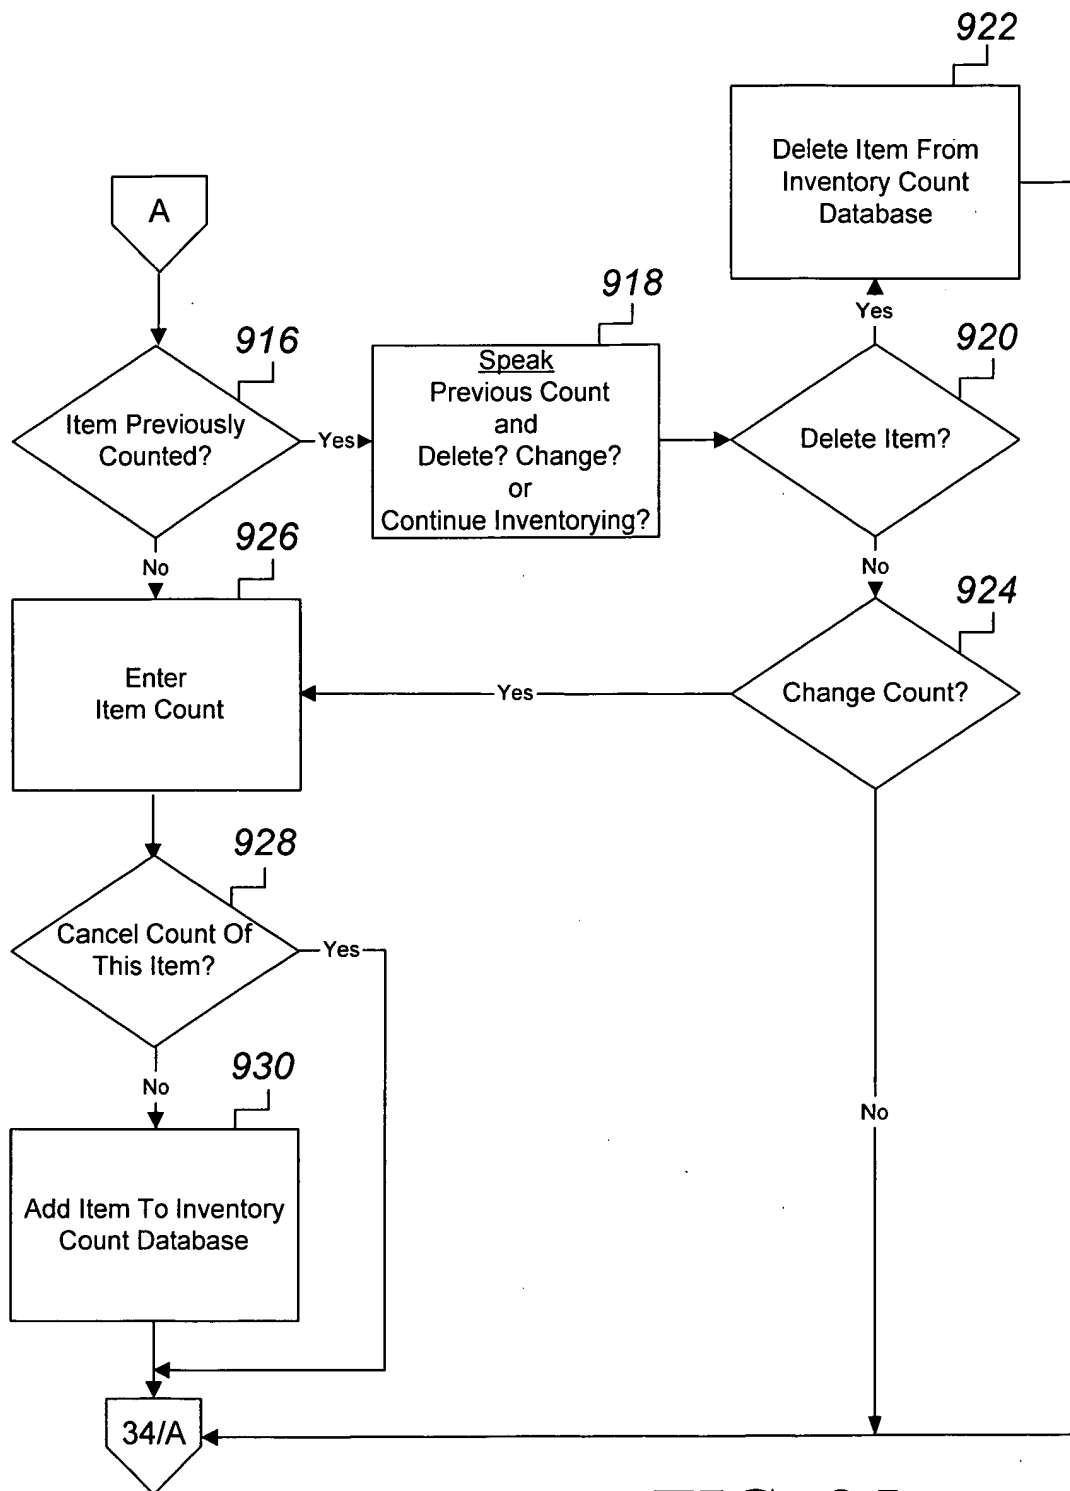 922
Delete Item From
Inventory Count
Database
A
918
Yes
916
920
Speak
Previous Count
and
Delete? Change?
or
Continue Inventorying?
Item Previously
Counted?
Yes
Delete Item?
926
No
No
924
Enter
Item Count
Yes
Change Count?
928
Cancel Count Of
This Item?
Yes
930
No
No
Add Item To Inventory
Count Database
34/A